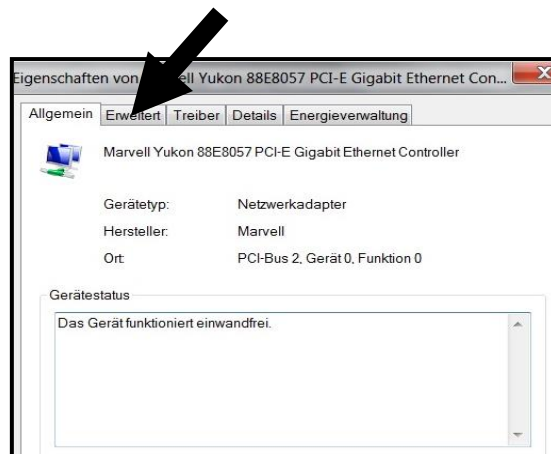 Eigenschaften von Marvell Yukon 88E8057 PCI-E Gigabit Ethernet Con...
Allgemein Erweitert Treiber Details Energieverwaltung
Marvell Yukon 88E8057 PCI-E Gigabit Ethernet Controller
Gerätetyp: Netzwerkadapter
Hersteller: Marvell
Ort: PCI-Bus 2, Gerät 0, Funktion 0
Gerätestatus
Das Gerät funktioniert einwandfrei.